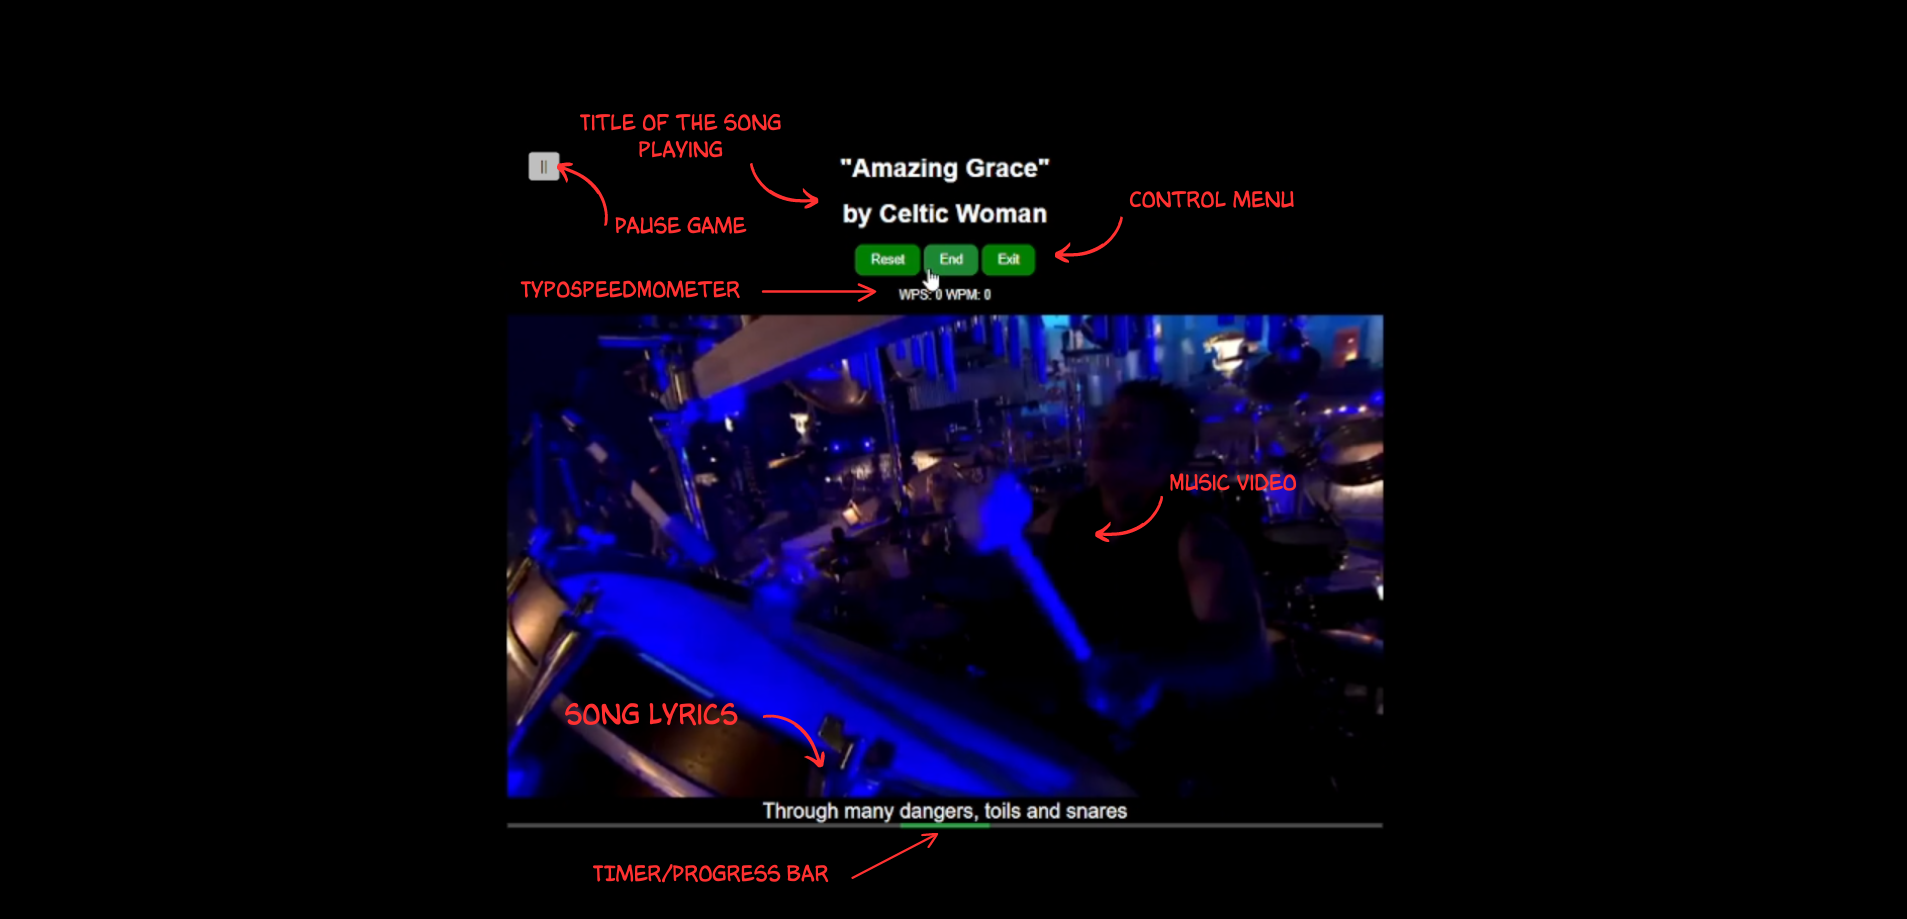 TITLE OF THE SONG
PLAYING
"Amazing Grace"
by Celtic Woman
CONTROL MENU
PAUSE GAME
Reset
End
Exit
TYPOSPEEDMOMETER
WPS: 0 WPM: 0
MUSIC VIDEO
SONG LYRICS
Through many dangers, toils and snares
TIMER/PROGRESS BAR